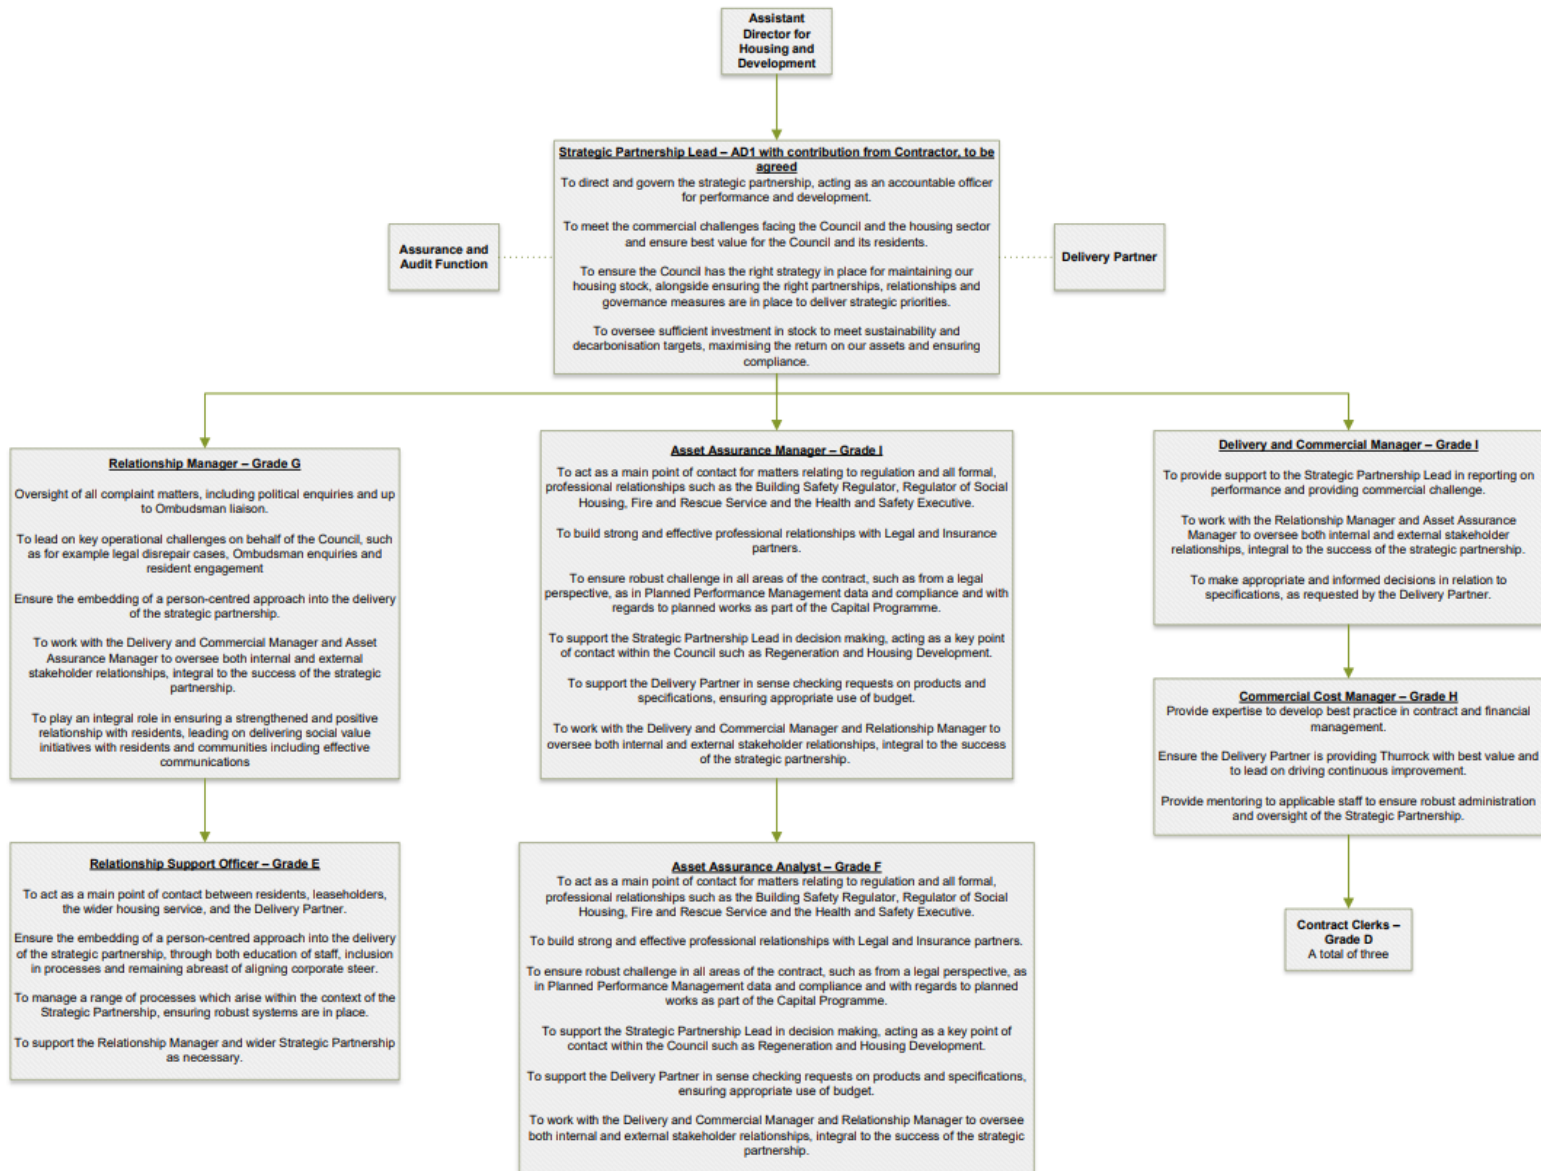 Assistant
Director for
Housing and
Development
Strategic Partnership Lead – AD1 with contribution from Contractor, to be
agreed
To direct and govern the strategic partnership, acting as an accountable officer
for performance and development.
To meet the commercial challenges facing the Council and the housing sector
and ensure best value for the Council and its residents.
To ensure the Council has the right strategy in place for maintaining our
housing stock, alongside ensuring the right partnerships, relationships and
governance measures are in place to deliver strategic priorities.
To oversee sufficient investment in stock to meet sustainability and
decarbonisation targets, maximising the return on our assets and ensuring
compliance.
Assurance and
Audit Function
Delivery Partner
Relationship Manager – Grade G
Oversight of all complaint matters, including political enquiries and up
to Ombudsman liaison.
To lead on key operational challenges on behalf of the Council, such
as for example legal disrepair cases, Ombudsman enquiries and
resident engagement
Ensure the embedding of a person-centred approach into the delivery
of the strategic partnership.
To work with the Delivery and Commercial Manager and Asset
Assurance Manager to oversee both internal and external
stakeholder relationships, integral to the success of the strategic
partnership.
To play an integral role in ensuring a strengthened and positive
relationship with residents, leading on delivering social value
initiatives with residents and communities including effective
communications
Asset Assurance Manager – Grade I
To act as a main point of contact for matters relating to regulation and all formal,
professional relationships such as the Building Safety Regulator, Regulator of Social
Housing, Fire and Rescue Service and the Health and Safety Executive.
To build strong and effective professional relationships with Legal and Insurance
partners.
To ensure robust challenge in all areas of the contract, such as from a legal
perspective, as in Planned Performance Management data and compliance and with
regards to planned works as part of the Capital Programme.
To support the Strategic Partnership Lead in decision making, acting as a key point
of contact within the Council such as Regeneration and Housing Development.
To support the Delivery Partner in sense checking requests on products and
specifications, ensuring appropriate use of budget.
To work with the Delivery and Commercial Manager and Relationship Manager to
oversee both internal and external stakeholder relationships, integral to the success
of the strategic partnership.
Delivery and Commercial Manager – Grade I
To provide support to the Strategic Partnership Lead in reporting on
performance and providing commercial challenge.
To work with the Relationship Manager and Asset Assurance
Manager to oversee both internal and external stakeholder
relationships, integral to the success of the strategic partnership.
To make appropriate and informed decisions in relation to
specifications, as requested by the Delivery Partner.
Commercial Cost Manager – Grade H
Provide expertise to develop best practice in contract and financial
management.
Ensure the Delivery Partner is providing Thurrock with best value and
to lead on driving continuous improvement.
Provide mentoring to applicable staff to ensure robust administration
and oversight of the Strategic Partnership.
Relationship Support Officer – Grade E
To act as a main point of contact between residents, leaseholders,
the wider housing service, and the Delivery Partner.
Ensure the embedding of a person-centred approach into the delivery
of the strategic partnership, through both education of staff, inclusion
in processes and remaining abreast of aligning corporate steer.
To manage a range of processes which arise within the context of the
Strategic Partnership, ensuring robust systems are in place.
To support the Relationship Manager and wider Strategic Partnership
as necessary.
Asset Assurance Analyst – Grade F
To act as a main point of contact for matters relating to regulation and all formal,
professional relationships such as the Building Safety Regulator, Regulator of Social
Housing, Fire and Rescue Service and the Health and Safety Executive.
To build strong and effective professional relationships with Legal and Insurance partners.
To ensure robust challenge in all areas of the contract, such as from a legal perspective, as
in Planned Performance Management data and compliance and with regards to planned
works as part of the Capital Programme.
To support the Strategic Partnership Lead in decision making, acting as a key point of
contact within the Council such as Regeneration and Housing Development.
To support the Delivery Partner in sense checking requests on products and specifications,
ensuring appropriate use of budget.
To work with the Delivery and Commercial Manager and Relationship Manager to oversee
both internal and external stakeholder relationships, integral to the success of the strategic
partnership.
Contract Clerks –
Grade D
A total of three